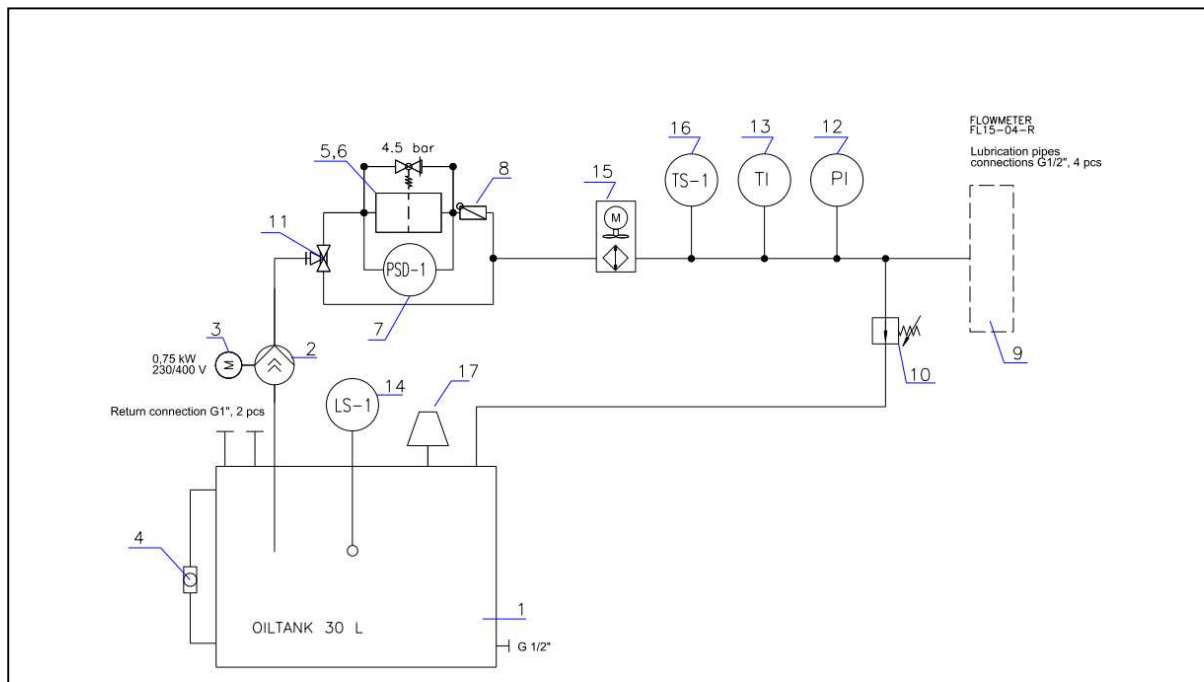 FLOWMETER
FL15-04-R
Lubrication pipes
connections G1/2", 4 pcs
4.5 bar
5,6
16
13
12
8
15
TS-1
TI
PI
M
11
PSD-1
7
9
10
3
2
0,75 kW
230/400 V
M
14
17
LS-1
Return connection G1", 2 pcs
4
1
OILTANK 30 L
G 1/2"